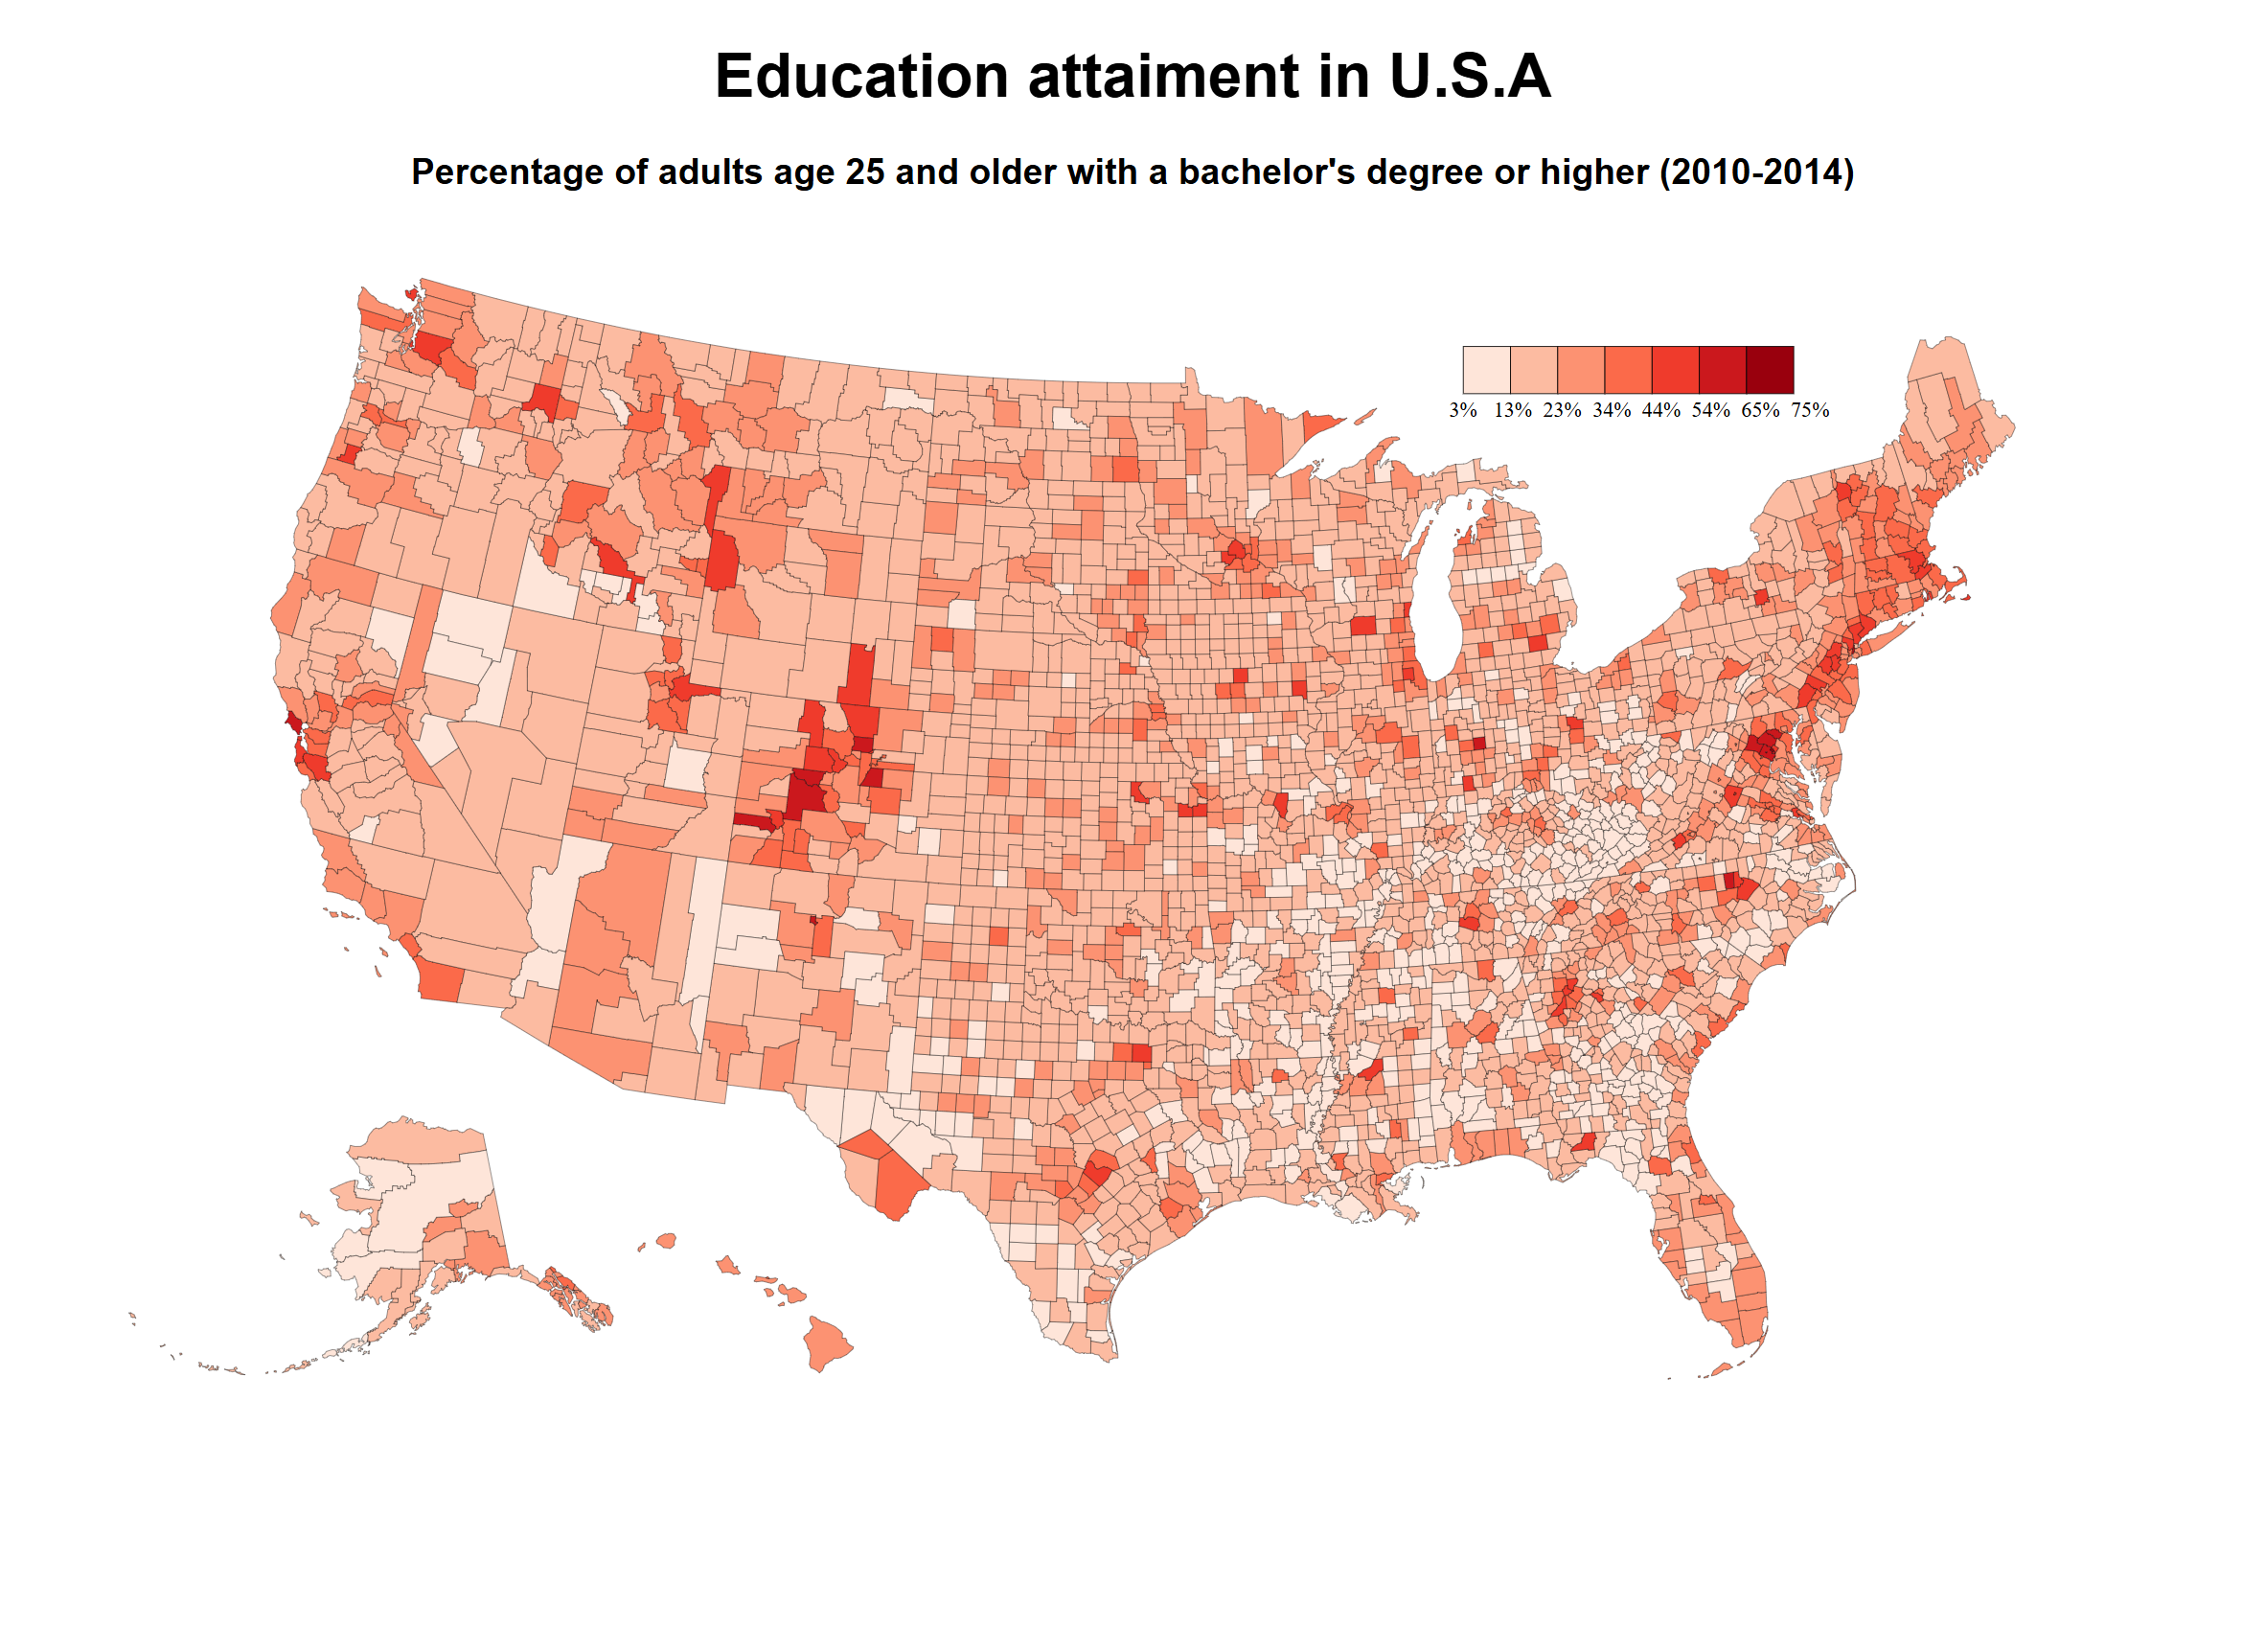 Education attaiment in U.S.A
Percentage of adults age 25 and older with a bachelor's degree or higher (2010-2014)
3% 13% 23% 34% 44% 54% 65% 75%